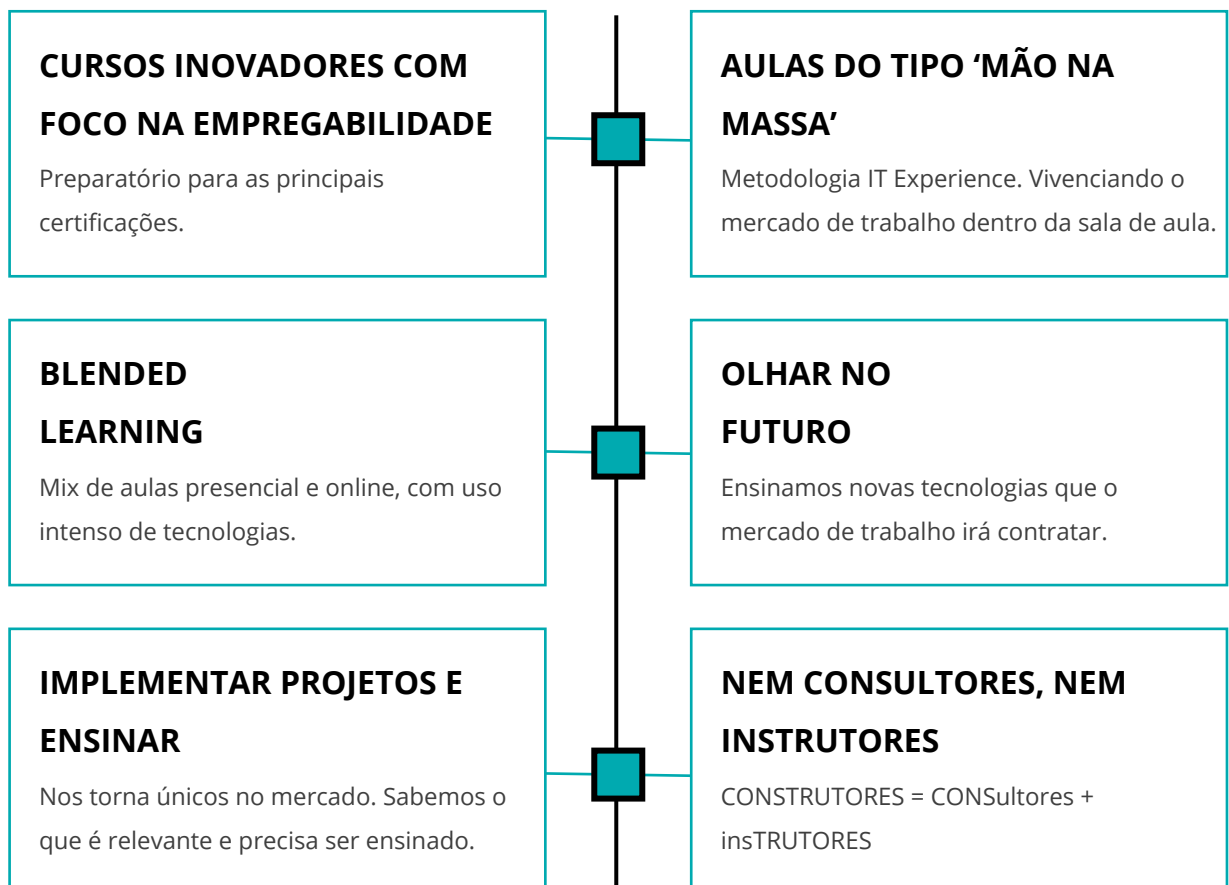 CURSOS INOVADORES COM
FOCO NA EMPREGABILIDADE
Preparatório para as principais
certificações.
AULAS DO TIPO ‘MÃO NA
MASSA’
Metodologia IT Experience. Vivenciando o
mercado de trabalho dentro da sala de aula.
BLENDED
LEARNING
Mix de aulas presencial e online, com uso
intenso de tecnologias.
OLHAR NO
FUTURO
Ensinamos novas tecnologias que o
mercado de trabalho irá contratar.
IMPLEMENTAR PROJETOS E
ENSINAR
Nos torna únicos no mercado. Sabemos o
que é relevante e precisa ser ensinado.
NEM CONSULTORES, NEM
INSTRUTORES
CONSTRUTORES = CONSultores +
insTRUTORES